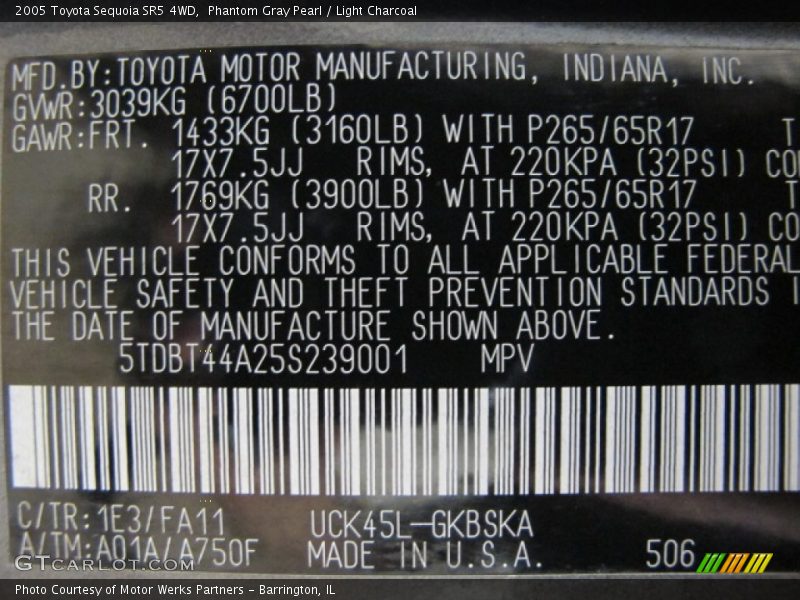 2005 Toyota Sequoia SR5 4WD, Phantom Gray Pearl / Light Charcoal
MFD.BY:TOYOTA MOTOR MANUFACTURING, INDIANA, INC.
GVWR:3039KG (6700LB)
GAWR:FRT. 1433KG (3160LB) WITH P265/65R17 T
17X7.5JJ RIMS, AT 220KPA (32PSI) CO
RR. 1769KG (3900LB) WITH P265/65R17 T
17X7.5JJ RIMS, AT 220KPA (32PSI) CO
THIS VEHICLE CONFORMS TO ALL APPLICABLE FEDERAL
VEHICLE SAFETY AND THEFT PREVENTION STANDARDS I
THE DATE OF MANUFACTURE SHOWN ABOVE.
5TDBT44A25S239001 MPV
C/TR:1E3/FA11 UCK45L-GKBSKA
A/TM:A01A/A750F MADE IN U.S.A. 506
GTCARLOT.COM
Photo Courtesy of Motor Werks Partners - Barrington, IL